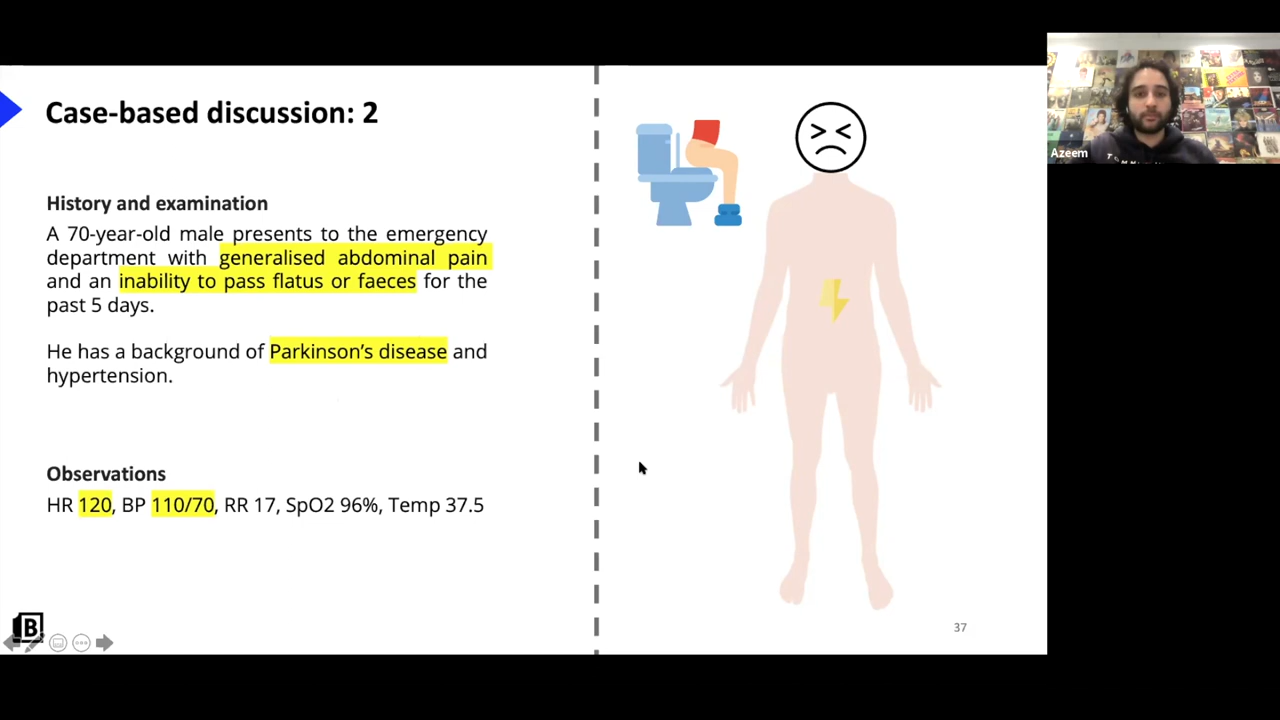 Case-based discussion: 2
History and examination
A 70-year-old male presents to the emergency
department with generalised abdominal pain
and an inability to pass flatus or faeces for the
past 5 days.
He has a background of Parkinson's disease and
hypertension.
Observations
HR 120, BP 110/70, RR 17, SpO2 96%, Temp 37.5
B
37
Azeem